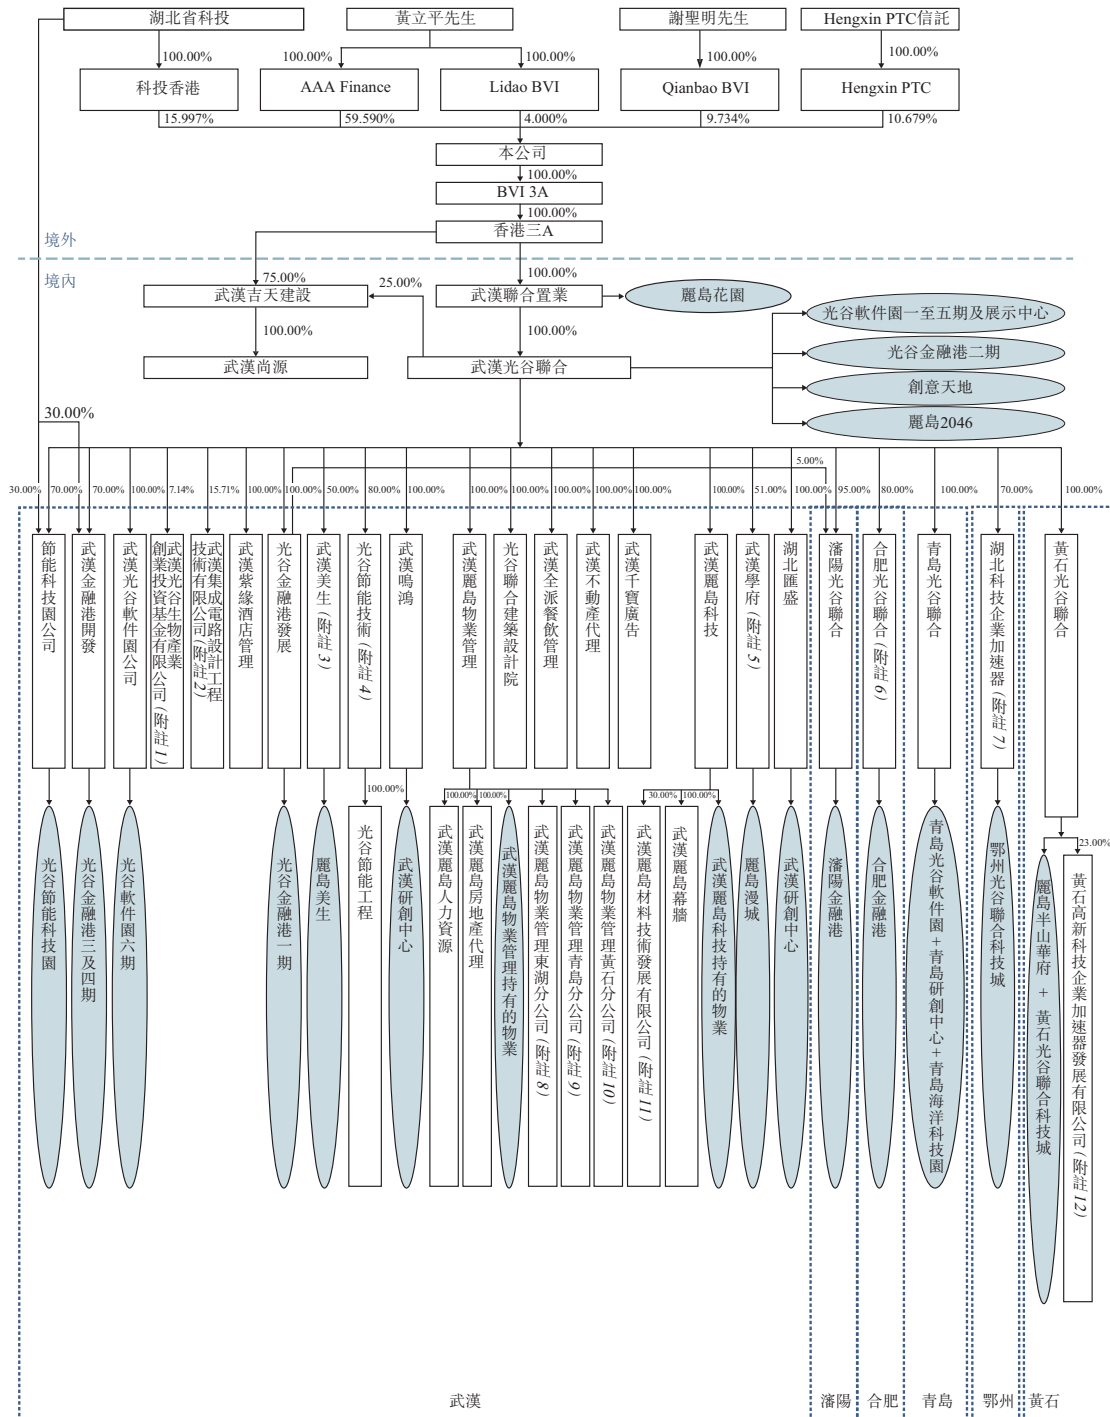 湖北省科投
黃立平先生
謝聖明先生
Hengxin PTC信託
100.00%
100.00%
100.00%
100.00%
100.00%
科投香港
AAA Finance
Lidao BVI
Qianbao BVI
Hengxin PTC
15.997%
59.590%
4.000%
9.734%
10.679%
本公司
100.00%
BVI 3A
100.00%
香港三A
境外
境內
75.00%
25.00%
100.00%
武漢吉天建設
武漢聯合置業
麗島花園
100.00%
100.00%
光谷軟件園一至五期及展示中心
武漢尚源
武漢光谷聯合
光谷金融港二期
創意天地
麗島2046
30.00%
5.00%
30.00%
70.00%
70.00%
100.00%
7.14%
15.71%
100.00%
100.00%
50.00%
80.00%
100.00%
100.00%
100.00%
100.00%
100.00%
100.00%
100.00%
51.00%
100.00%
95.00%
80.00%
100.00%
70.00%
100.00%
節能科技園公司
武漢金融港開發
武漢光谷軟件園公司
武漢光谷生物產業
創業投資基金有限公司(附註1)
武漢集成電路設計工程
技術有限公司(附註2)
武漢紫緣酒店管理
光谷金融港發展
武漢美生(附註3)
光谷節能技術(附註4)
武漢鳴鴻
武漢麗島物業管理
光谷聯合建築設計院
武漢全派餐飲管理
武漢不動產代理
武漢千寶廣告
武漢麗島科技
武漢學府(附註5)
湖北匯盛
瀋陽光谷聯合
合肥光谷聯合(附註6)
青島光谷聯合
湖北科技企業加速器(附註7)
黃石光谷聯合
100.00%
100.00%
100.00%
30.00%
100.00%
23.00%
光谷節能科技園
光谷金融港三及四期
光谷軟件園六期
光谷金融港一期
麗島美生
光谷節能工程
武漢研創中心
武漢麗島人力資源
武漢麗島房地產代理
武漢麗島物業管理持有的物業
武漢麗島物業管理東湖分公司(附註8)
武漢麗島物業管理青島分公司(附註9)
武漢麗島物業管理黃石分公司(附註10)
武漢麗島材料技術發展有限公司(附註11)
武漢麗島幕牆
武漢麗島科技持有的物業
麗島漫城
武漢研創中心
瀋陽金融港
合肥金融港
青島光谷軟件園+青島研創中心+青島海洋科技園
鄂州光谷聯合科技城
麗島半山華府 + 黃石光谷聯合科技城
黃石高新科技企業加速器發展有限公司(附註12)
武漢
瀋陽
合肥
青島
鄂州
黃石